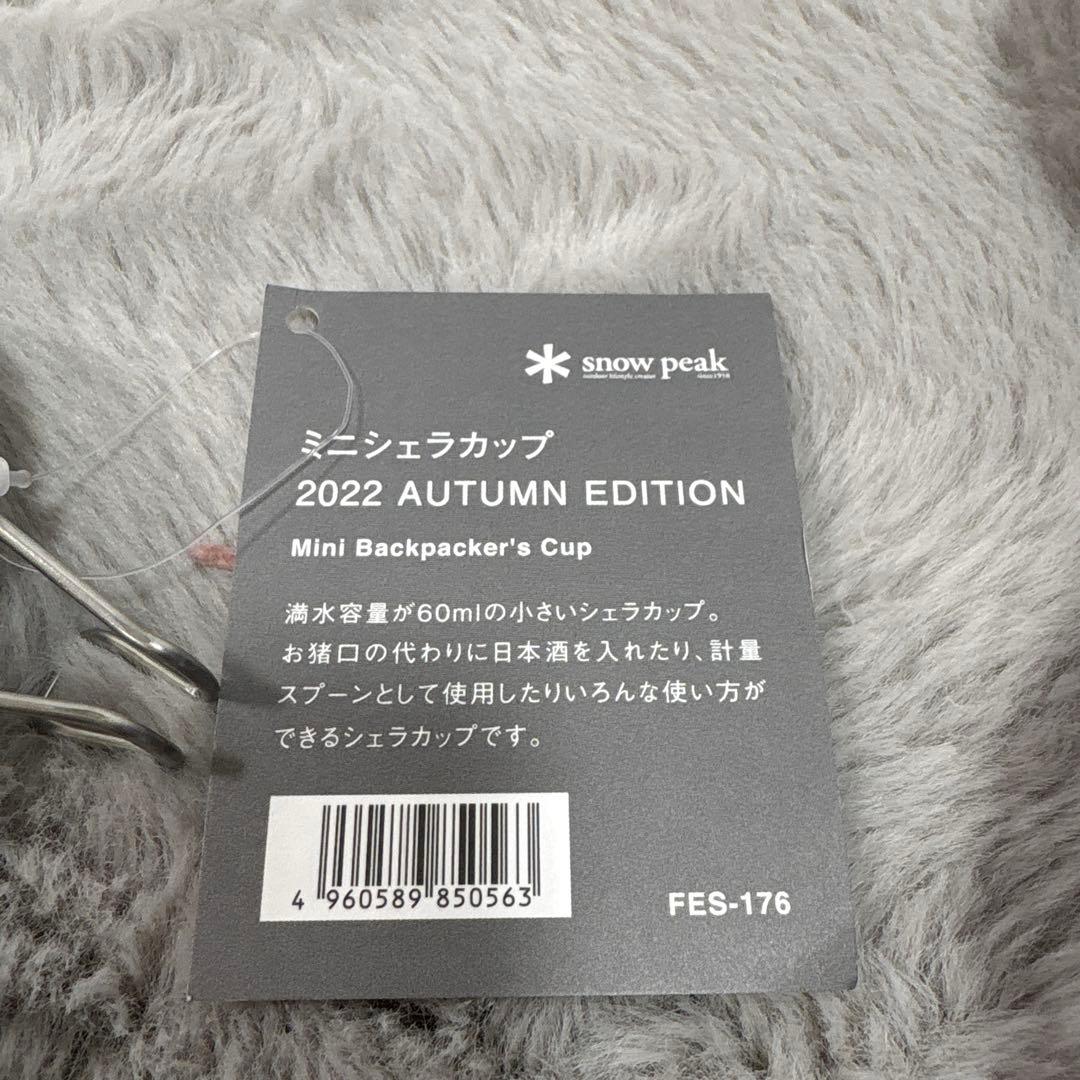 snow peak
outdoor lifestyle creator since1958
ミニシェラカップ
2022 AUTUMN EDITION
Mini Backpacker's Cup
満水容量が60mlの小さいシェラカップ。
お猪口の代わりに日本酒を入れたり、計量
スプーンとして使用したりいろんな使い方が
できるシェラカップです。
4 960589 850563
FES-176